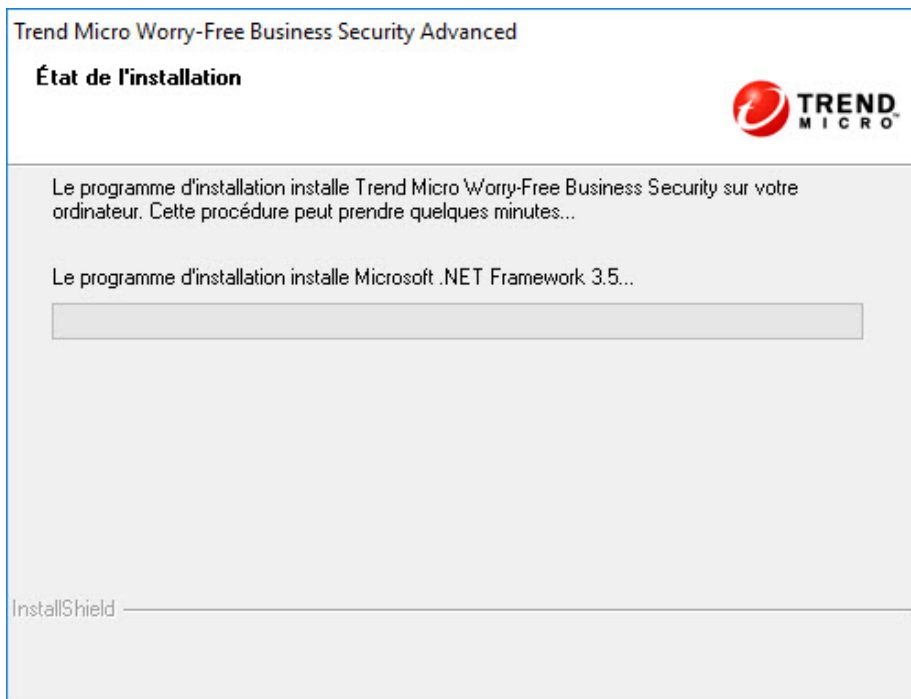 Trend Micro Worry-Free Business Security Advanced
État de l'installation
TREND
MICRO™
Le programme d'installation installe Trend Micro Worry-Free Business Security sur votre
ordinateur. Cette procédure peut prendre quelques minutes...
Le programme d'installation installe Microsoft .NET Framework 3.5...
InstallShield